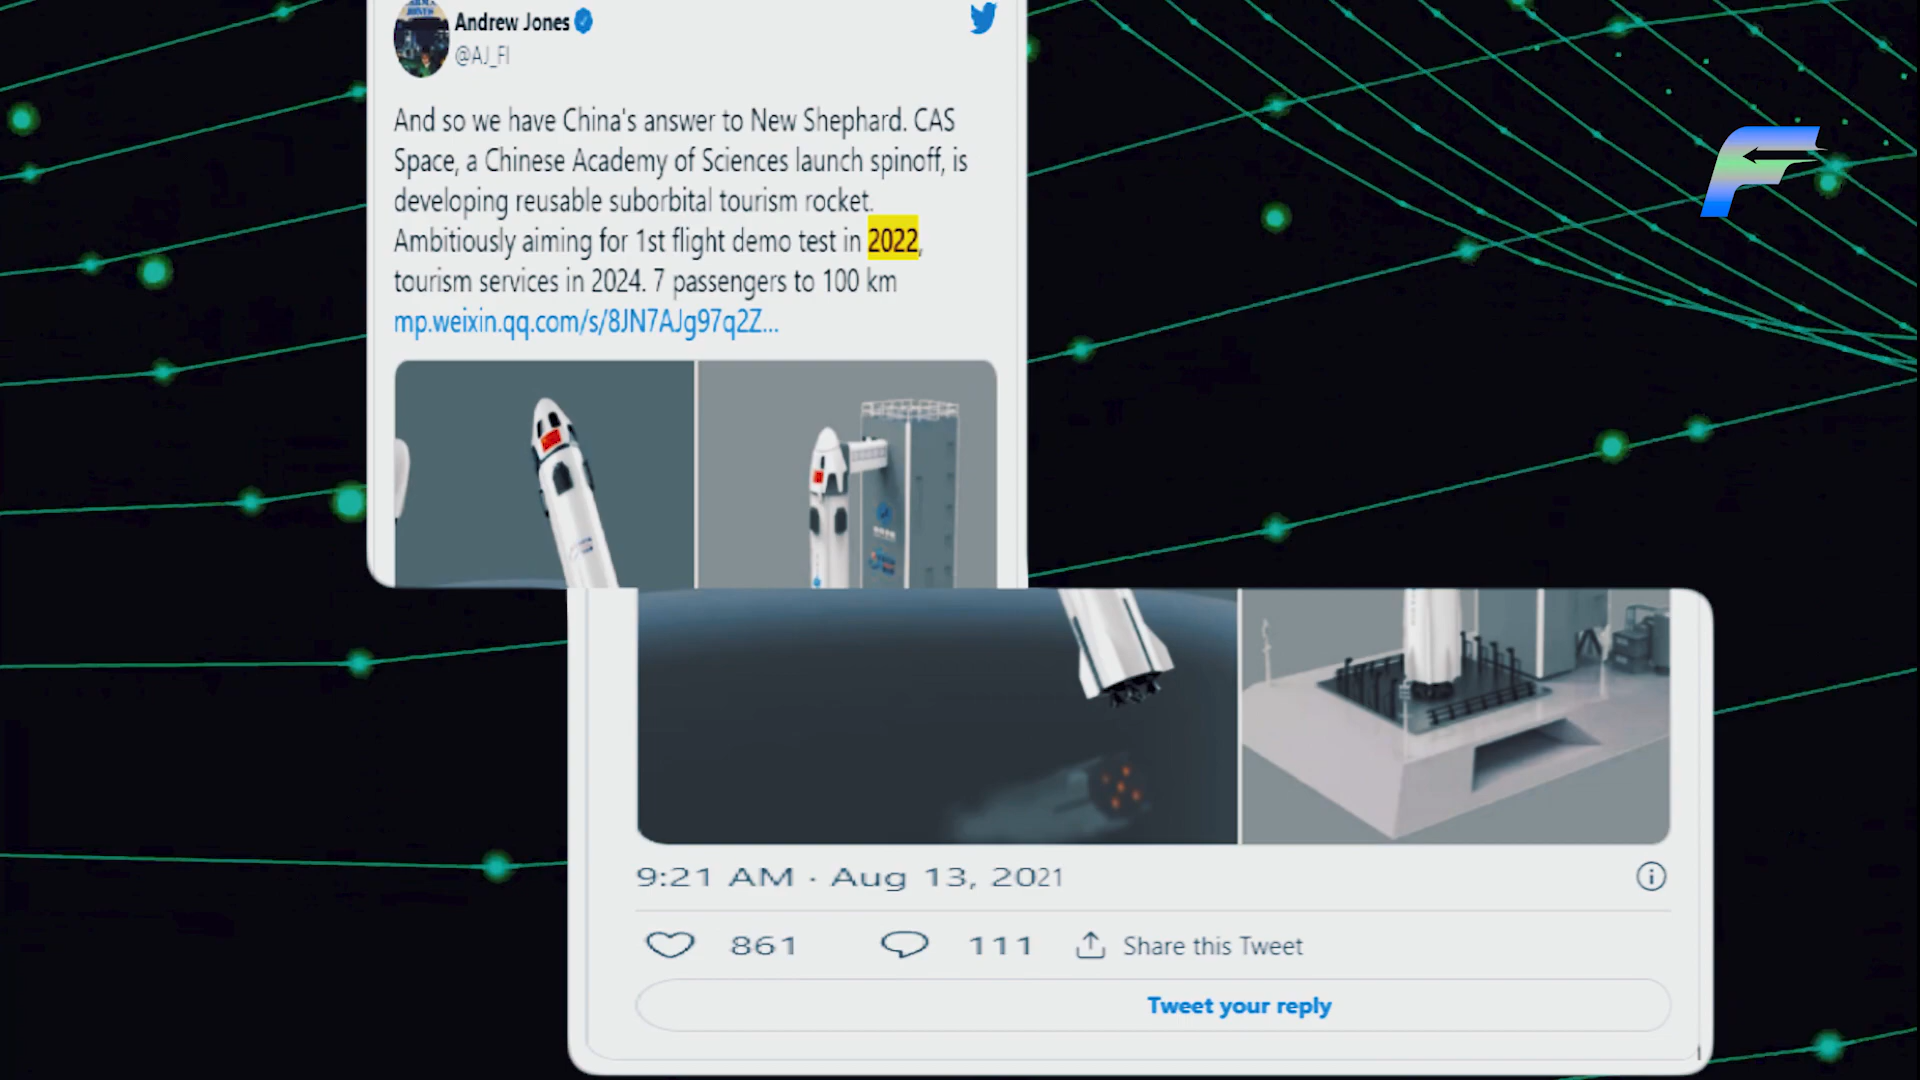 Andrew Jones
@AJ_FI
And so we have China's answer to New Shephard. CAS
Space, a Chinese Academy of Sciences launch spinoff, is
developing reusable suborbital tourism rocket.
Ambitiously aiming for 1st flight demo test in 2022,
tourism services in 2024. 7 passengers to 100 km
mp.weixin.qq.com/s/8JN7AJg97q2Z...
9:21 AM · Aug 13, 2021
861 111 Share this Tweet
Tweet your reply